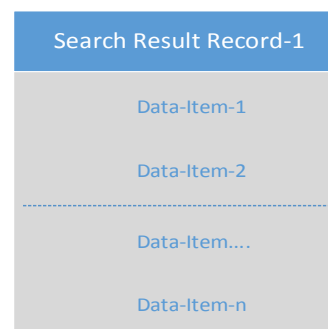 Search Result Record-1
Data-Item-1
Data-Item-2
Data-Item....
Data-Item-n